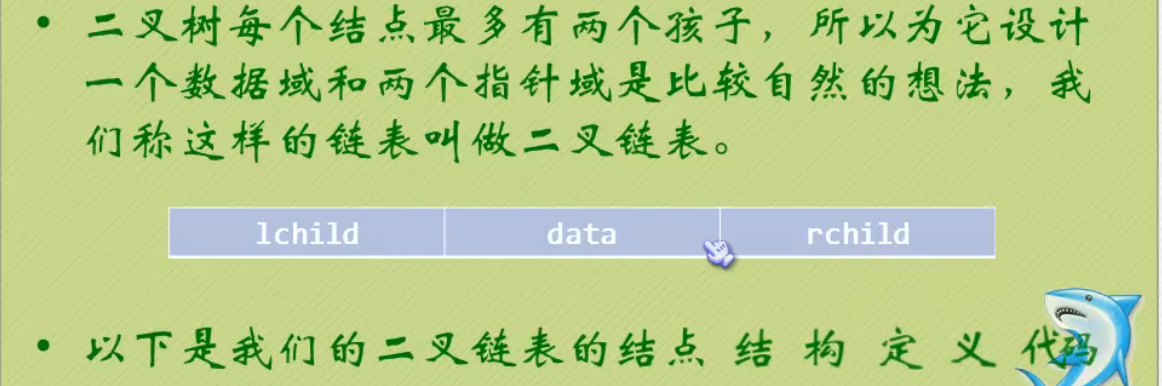 • 二叉树每个结点最多有两个孩子，所以为它设计
一个数据域和两个指针域是比较自然的想法，我
们称这样的链表叫做二叉链表。
lchild data rchild
• 以下是我们的二叉链表的结点 结 构 定 义 代码